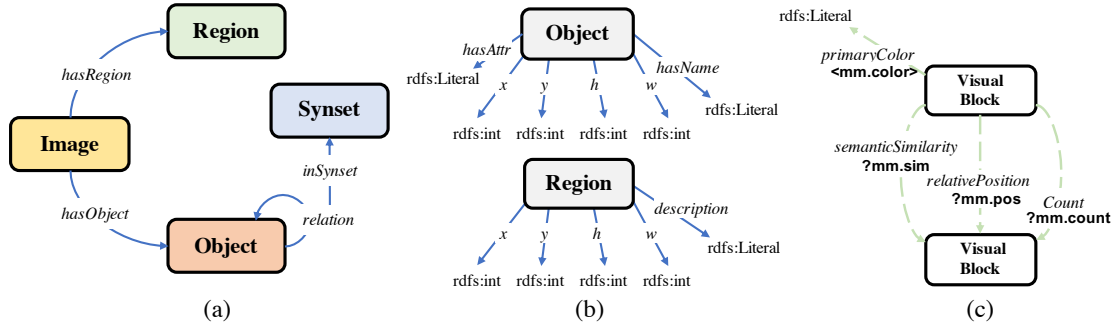 Region
hasRegion
Synset
Image
inSynset
hasObject
relation
Object
(a)
Object
hasAttr
hasName
rdfs:Literal
x
y
h
w
rdfs:Literal
rdfs:int
rdfs:int
rdfs:int
rdfs:int
Region
description
x
y
h
w
rdfs:Literal
rdfs:int
rdfs:int
rdfs:int
rdfs:int
(b)
rdfs:Literal
primaryColor
<mm.color>
Visual
Block
semanticSimilarity
?mm.sim
relativePosition
?mm.pos
Count
?mm.count
Visual
Block
(c)